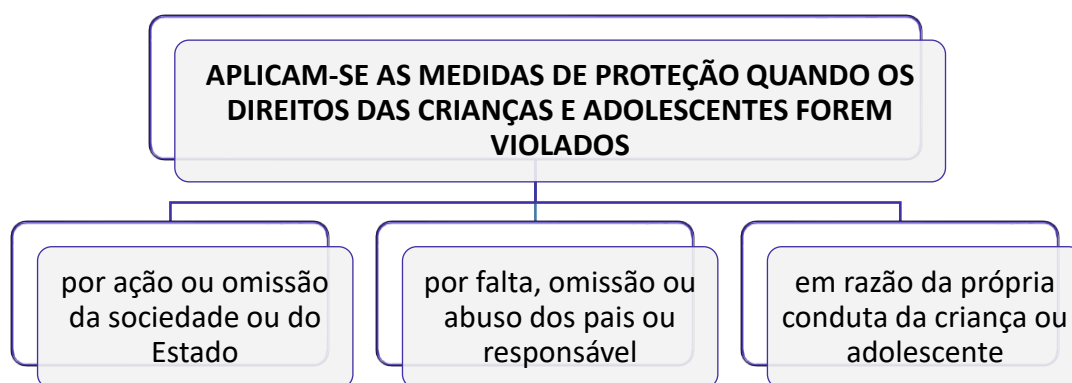 APLICAM-SE AS MEDIDAS DE PROTEÇÃO QUANDO OS
DIREITOS DAS CRIANÇAS E ADOLESCENTES FOREM
VIOLADOS
por ação ou omissão
da sociedade ou do
Estado
por falta, omissão ou
abuso dos pais ou
responsável
em razão da própria
conduta da criança ou
adolescente